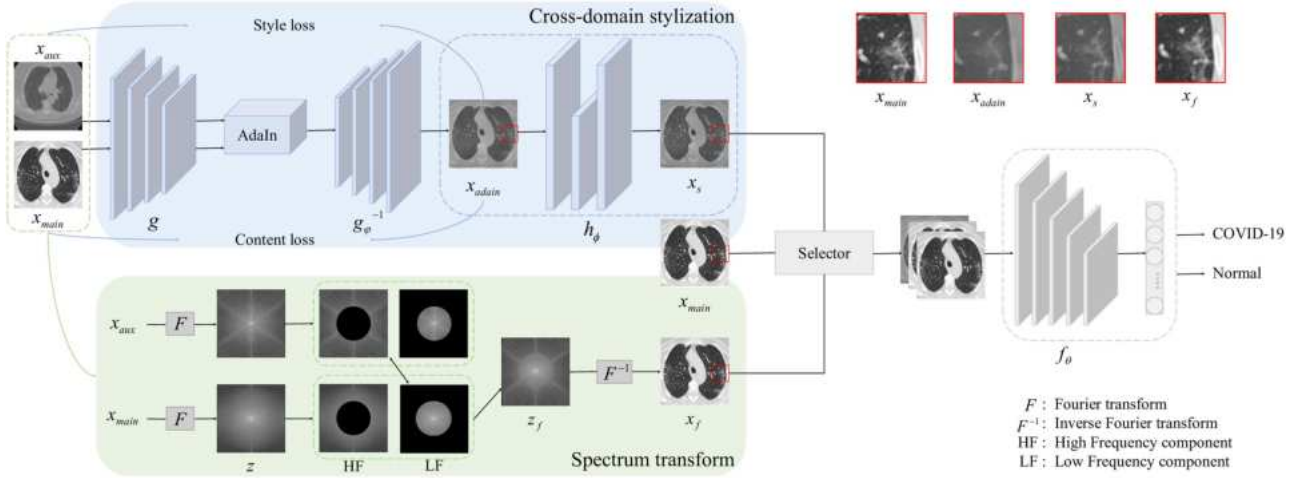 Cross-domain stylization
Style loss
x_aux
AdaIn
x_main
g
g_φ^{-1}
x_adain
h_ϕ
x_s
Content loss
x_main x_adain x_s x_f
Selector
x_main
COVID-19
Normal
f_θ
x_aux F
x_main F
F^{-1}
z HF LF
z_f
x_f
Spectrum transform
F : Fourier transform
F^{-1} : Inverse Fourier transform
HF : High Frequency component
LF : Low Frequency component